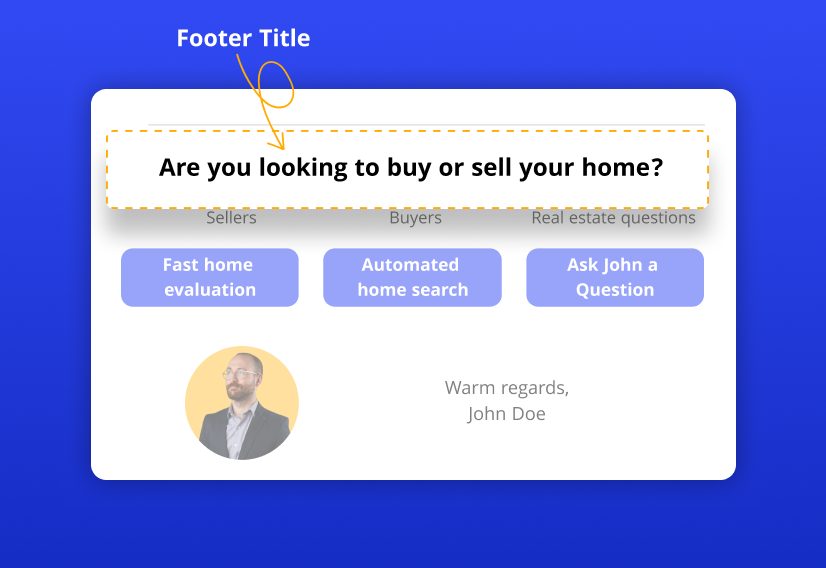 Footer Title
Are you looking to buy or sell your home?
Sellers
Buyers
Real estate questions
Fast home
evaluation
Automated
home search
Ask John a
Question
Warm regards,
John Doe